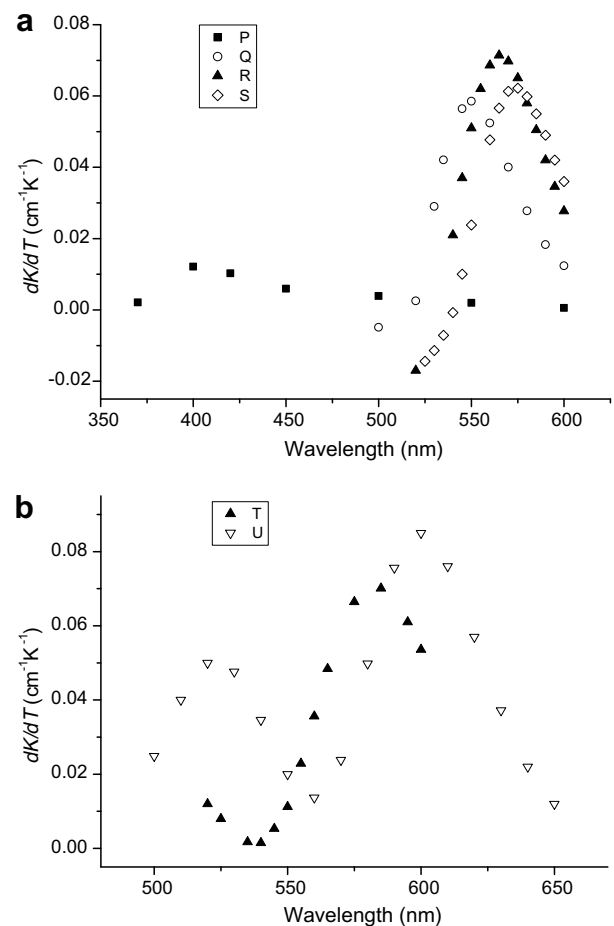 a
P
Q
R
S
0.08
0.06
0.04
0.02
0.00
-0.02
dK/dT (cm⁻¹K⁻¹)
350 400 450 500 550 600
Wavelength (nm)
b
T
U
0.08
0.06
0.04
0.02
0.00
dK/dT (cm⁻¹K⁻¹)
500 550 600 650
Wavelength (nm)